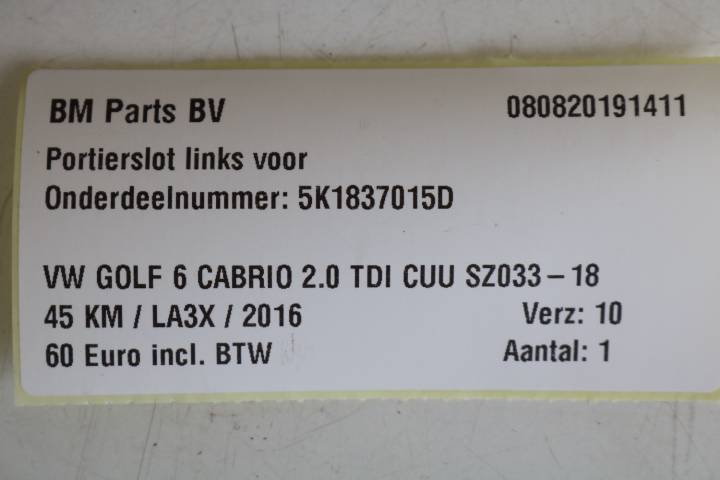 BM Parts BV 080820191411
Portierslot links voor
Onderdeelnummer: 5K1837015D
VW GOLF 6 CABRIO 2.0 TDI CUU SZ033-18
45 KM / LA3X / 2016 Verz: 10
60 Euro incl. BTW Aantal: 1